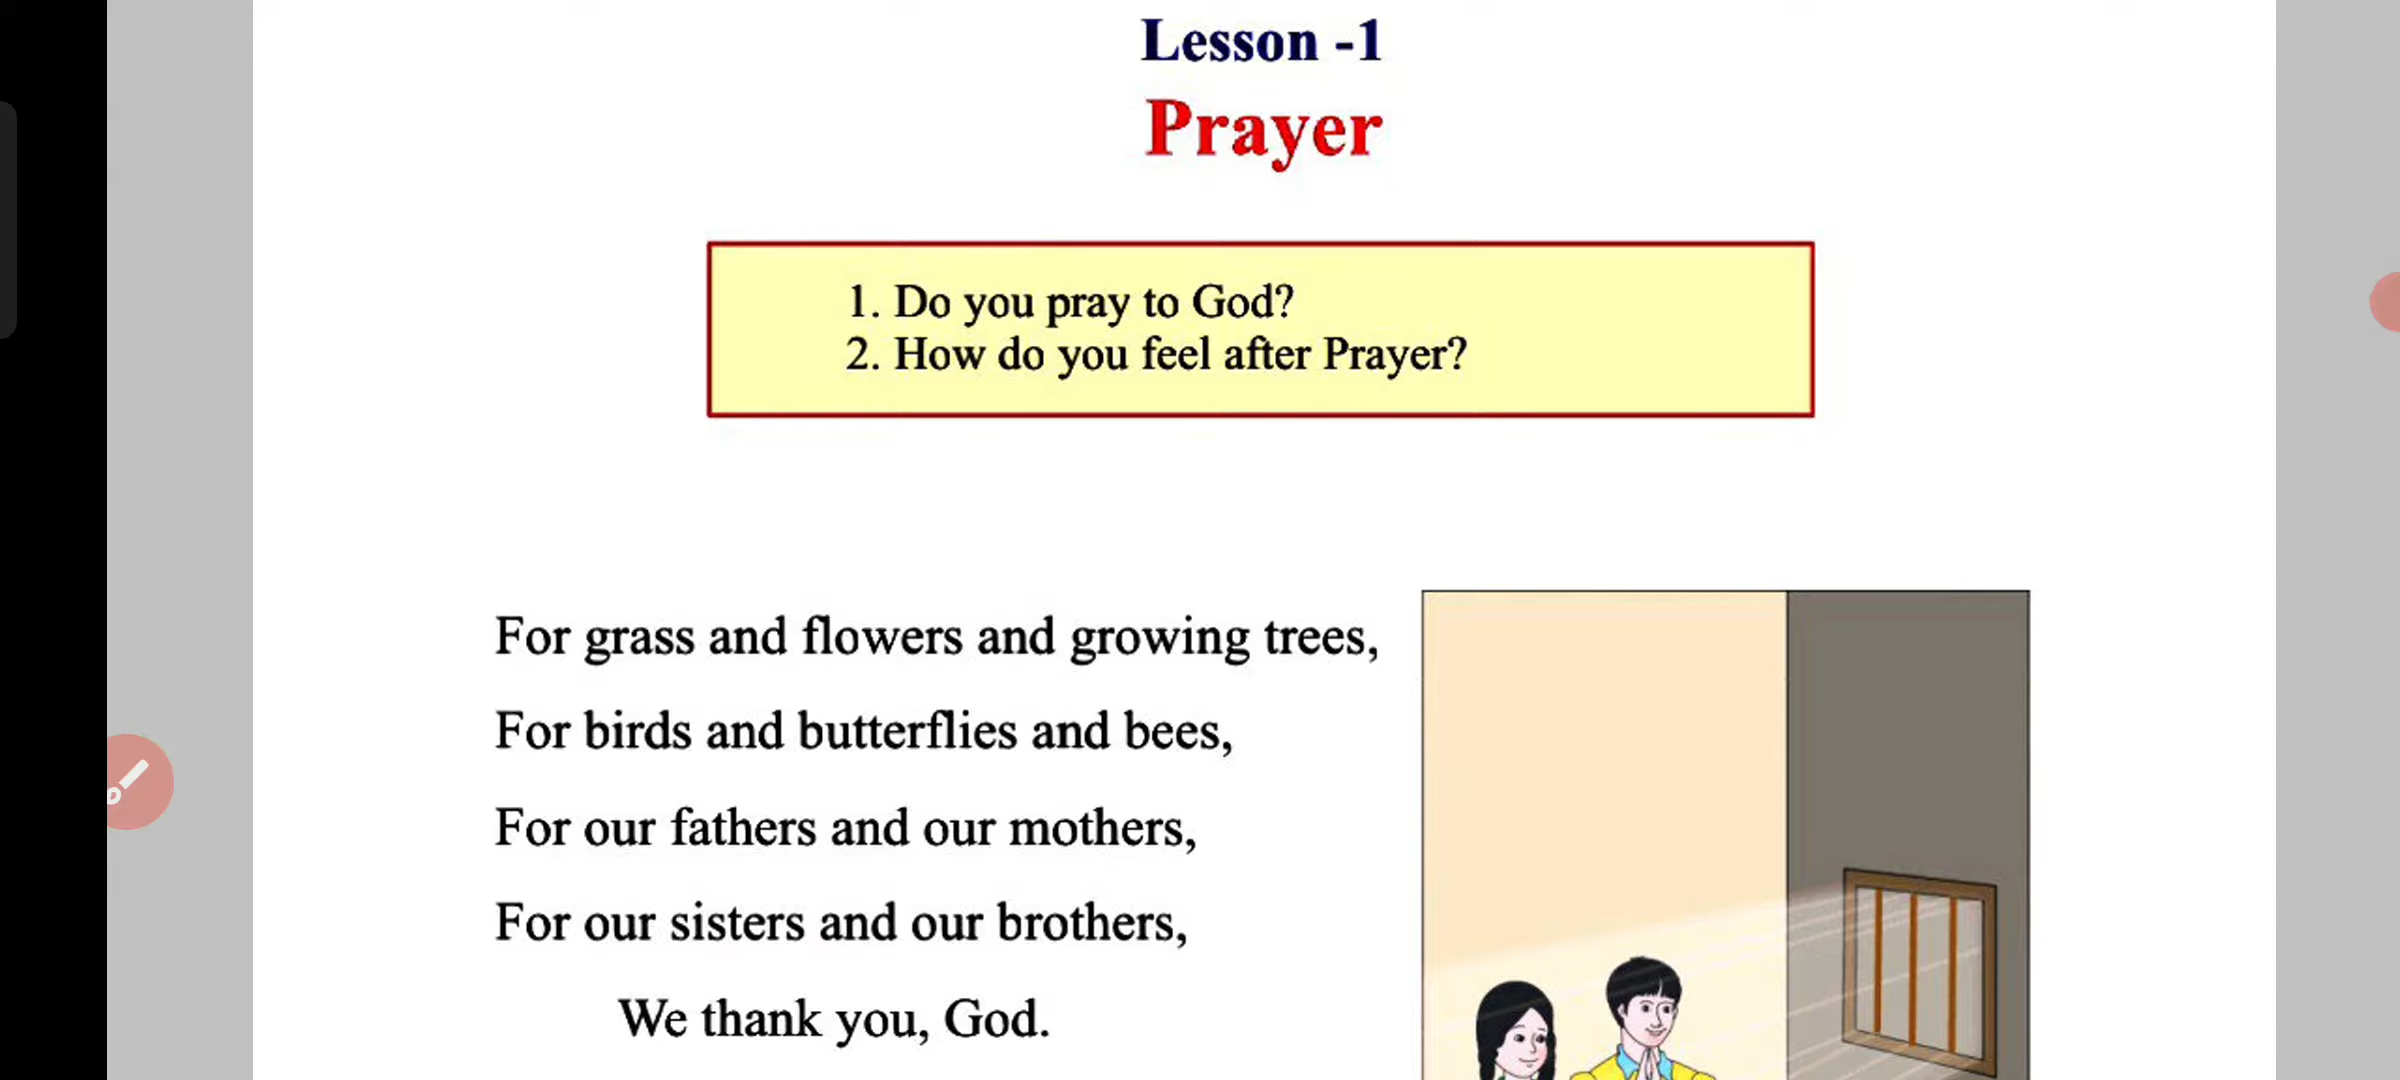 Lesson -1
Prayer
1. Do you pray to God?
2. How do you feel after Prayer?
For grass and flowers and growing trees,
For birds and butterflies and bees,
For our fathers and our mothers,
For our sisters and our brothers,
We thank you, God.